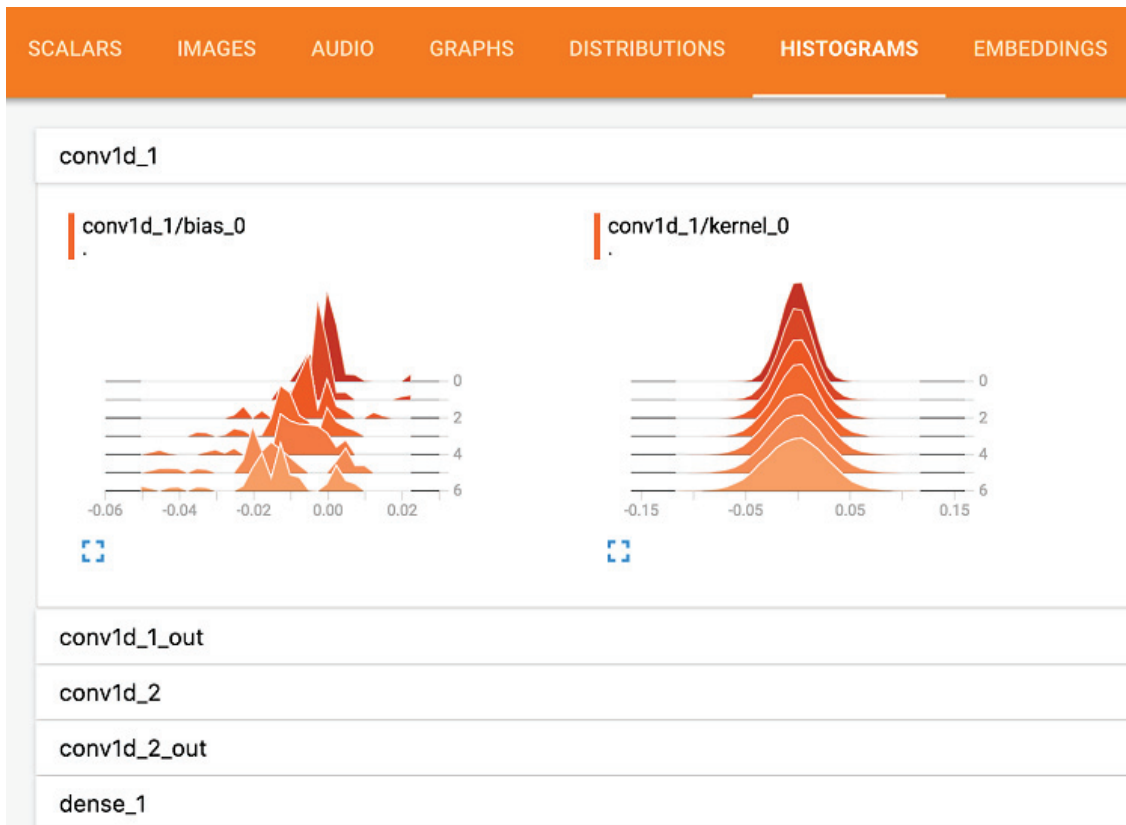 SCALARS IMAGES AUDIO GRAPHS DISTRIBUTIONS HISTOGRAMS EMBEDDINGS
conv1d_1
conv1d_1/bias_0
.
conv1d_1/kernel_0
.
0
2
4
6
-0.06 -0.04 -0.02 0.00 0.02
0
2
4
6
-0.15 -0.05 0.05 0.15
conv1d_1_out
conv1d_2
conv1d_2_out
dense_1